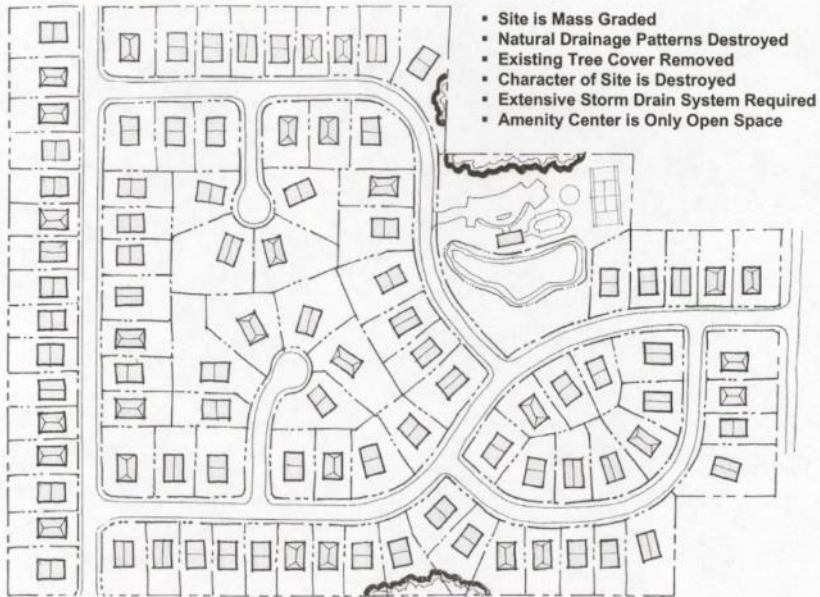 ▪ Site is Mass Graded
▪ Natural Drainage Patterns Destroyed
▪ Existing Tree Cover Removed
▪ Character of Site is Destroyed
▪ Extensive Storm Drain System Required
▪ Amenity Center is Only Open Space